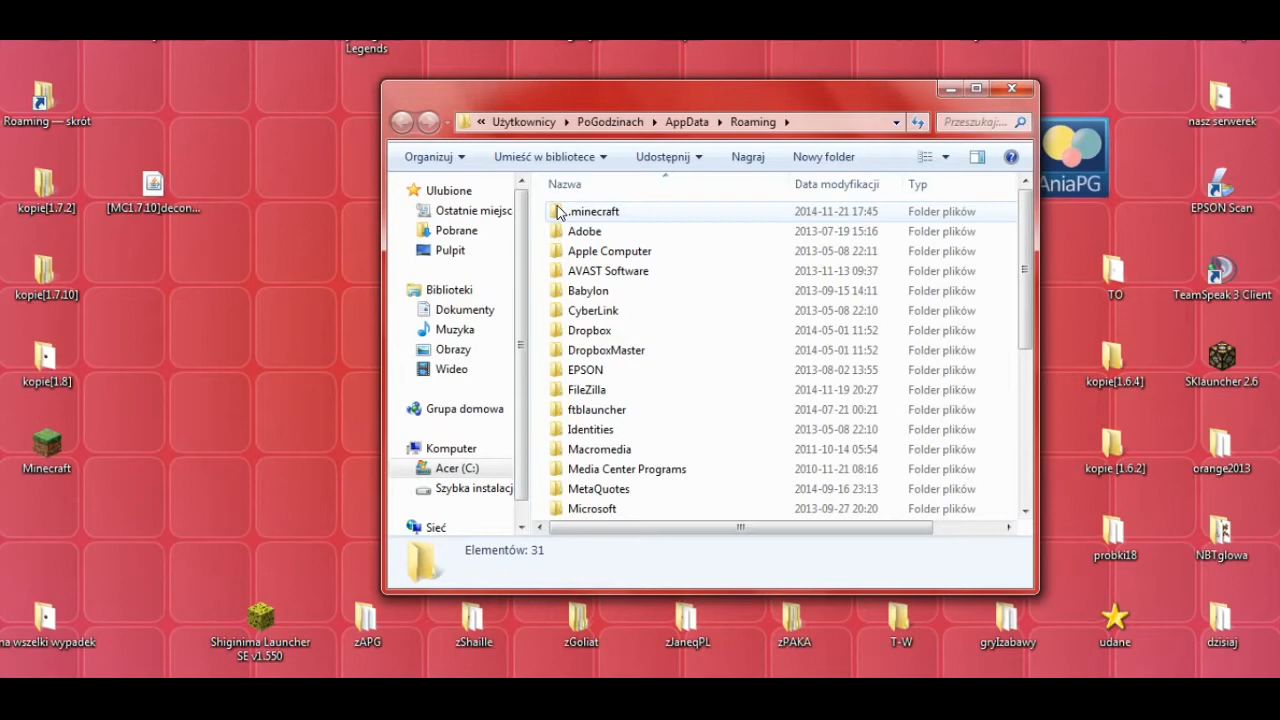 Legends
Roaming — skrót
kopie[1.7.2]
[MC1.7.10]decon...
kopie[1.7.10]
kopie[1.8]
Minecraft
na wszelki wypadek
Shiginima Launcher
SE v1.550
zAPG
zShaille
zGoliat
zJaneqPL
zPAKA
T-W
gryIzabawy
udane
dzisiaj
« Użytkownicy PoGodzinach AppData Roaming
Przeszukaj:...
Organizuj
Umieść w bibliotece
Udostępnij
Nagraj
Nowy folder
Ulubione
Ostatnie miejsc
Pobrane
Pulpit
Biblioteki
Dokumenty
Muzyka
Obrazy
Wideo
Grupa domowa
Komputer
Acer (C:)
Szybka instalacj
Sieć
Nazwa Data modyfikacji Typ
.minecraft 2014-11-21 17:45 Folder plików
Adobe 2013-07-19 15:16 Folder plików
Apple Computer 2013-05-08 22:11 Folder plików
AVAST Software 2013-11-13 09:37 Folder plików
Babylon 2013-09-15 14:11 Folder plików
CyberLink 2013-05-08 22:10 Folder plików
Dropbox 2014-05-01 11:52 Folder plików
DropboxMaster 2014-05-01 11:52 Folder plików
EPSON 2013-08-02 13:55 Folder plików
FileZilla 2014-11-19 20:27 Folder plików
ftblauncher 2014-07-21 00:21 Folder plików
Identities 2013-05-08 22:10 Folder plików
Macromedia 2011-10-14 05:54 Folder plików
Media Center Programs 2010-11-21 08:16 Folder plików
MetaQuotes 2014-09-16 23:13 Folder plików
Microsoft 2013-09-27 20:20 Folder plików
Elementów: 31
AniaPG
nasz serwerek
EPSON Scan
TO
TeamSpeak 3 Client
kopie[1.6.4]
SKlauncher 2.6
kopie [1.6.2]
orange2013
probki18
NBTglowa